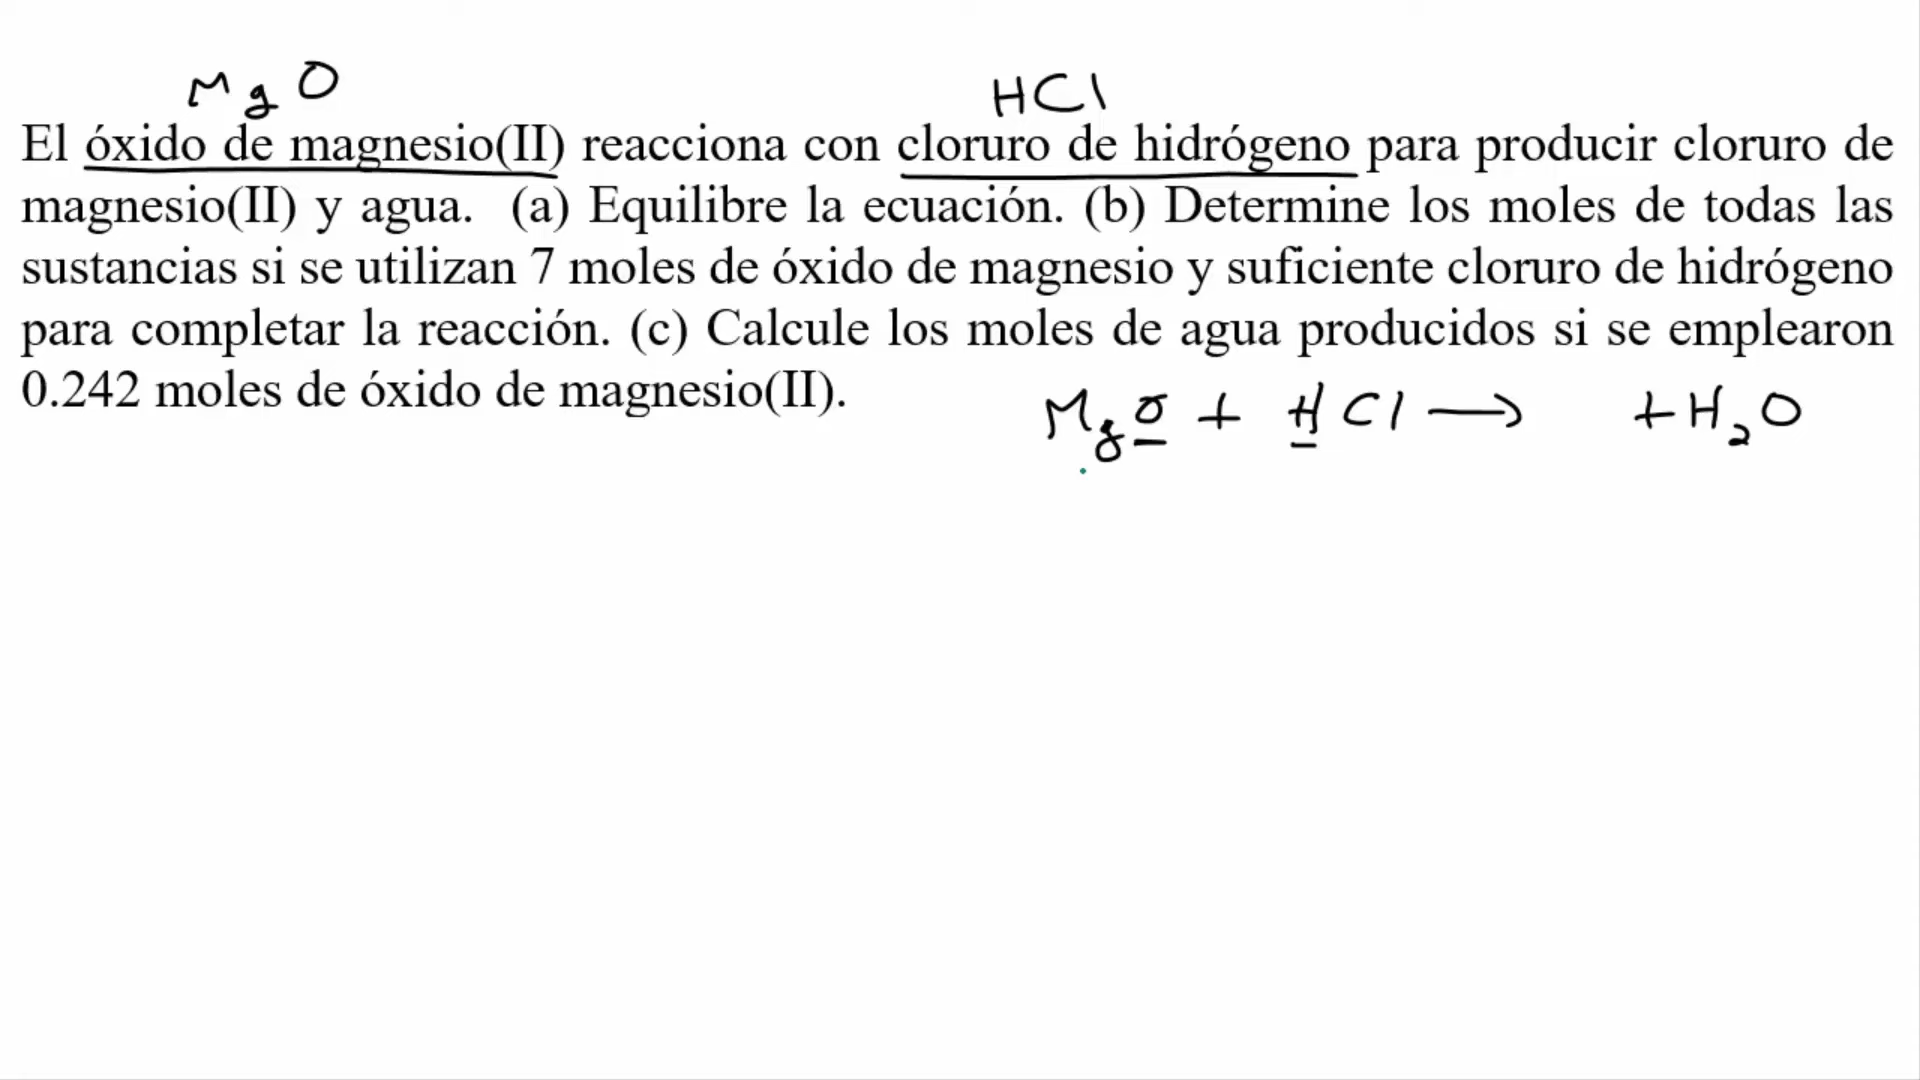 MgO HCl
El óxido de magnesio(II) reacciona con cloruro de hidrógeno para producir cloruro de
magnesio(II) y agua. (a) Equilibre la ecuación. (b) Determine los moles de todas las
sustancias si se utilizan 7 moles de óxido de magnesio y suficiente cloruro de hidrógeno
para completar la reacción. (c) Calcule los moles de agua producidos si se emplearon
0.242 moles de óxido de magnesio(II).
MgO + HCl → + H₂O